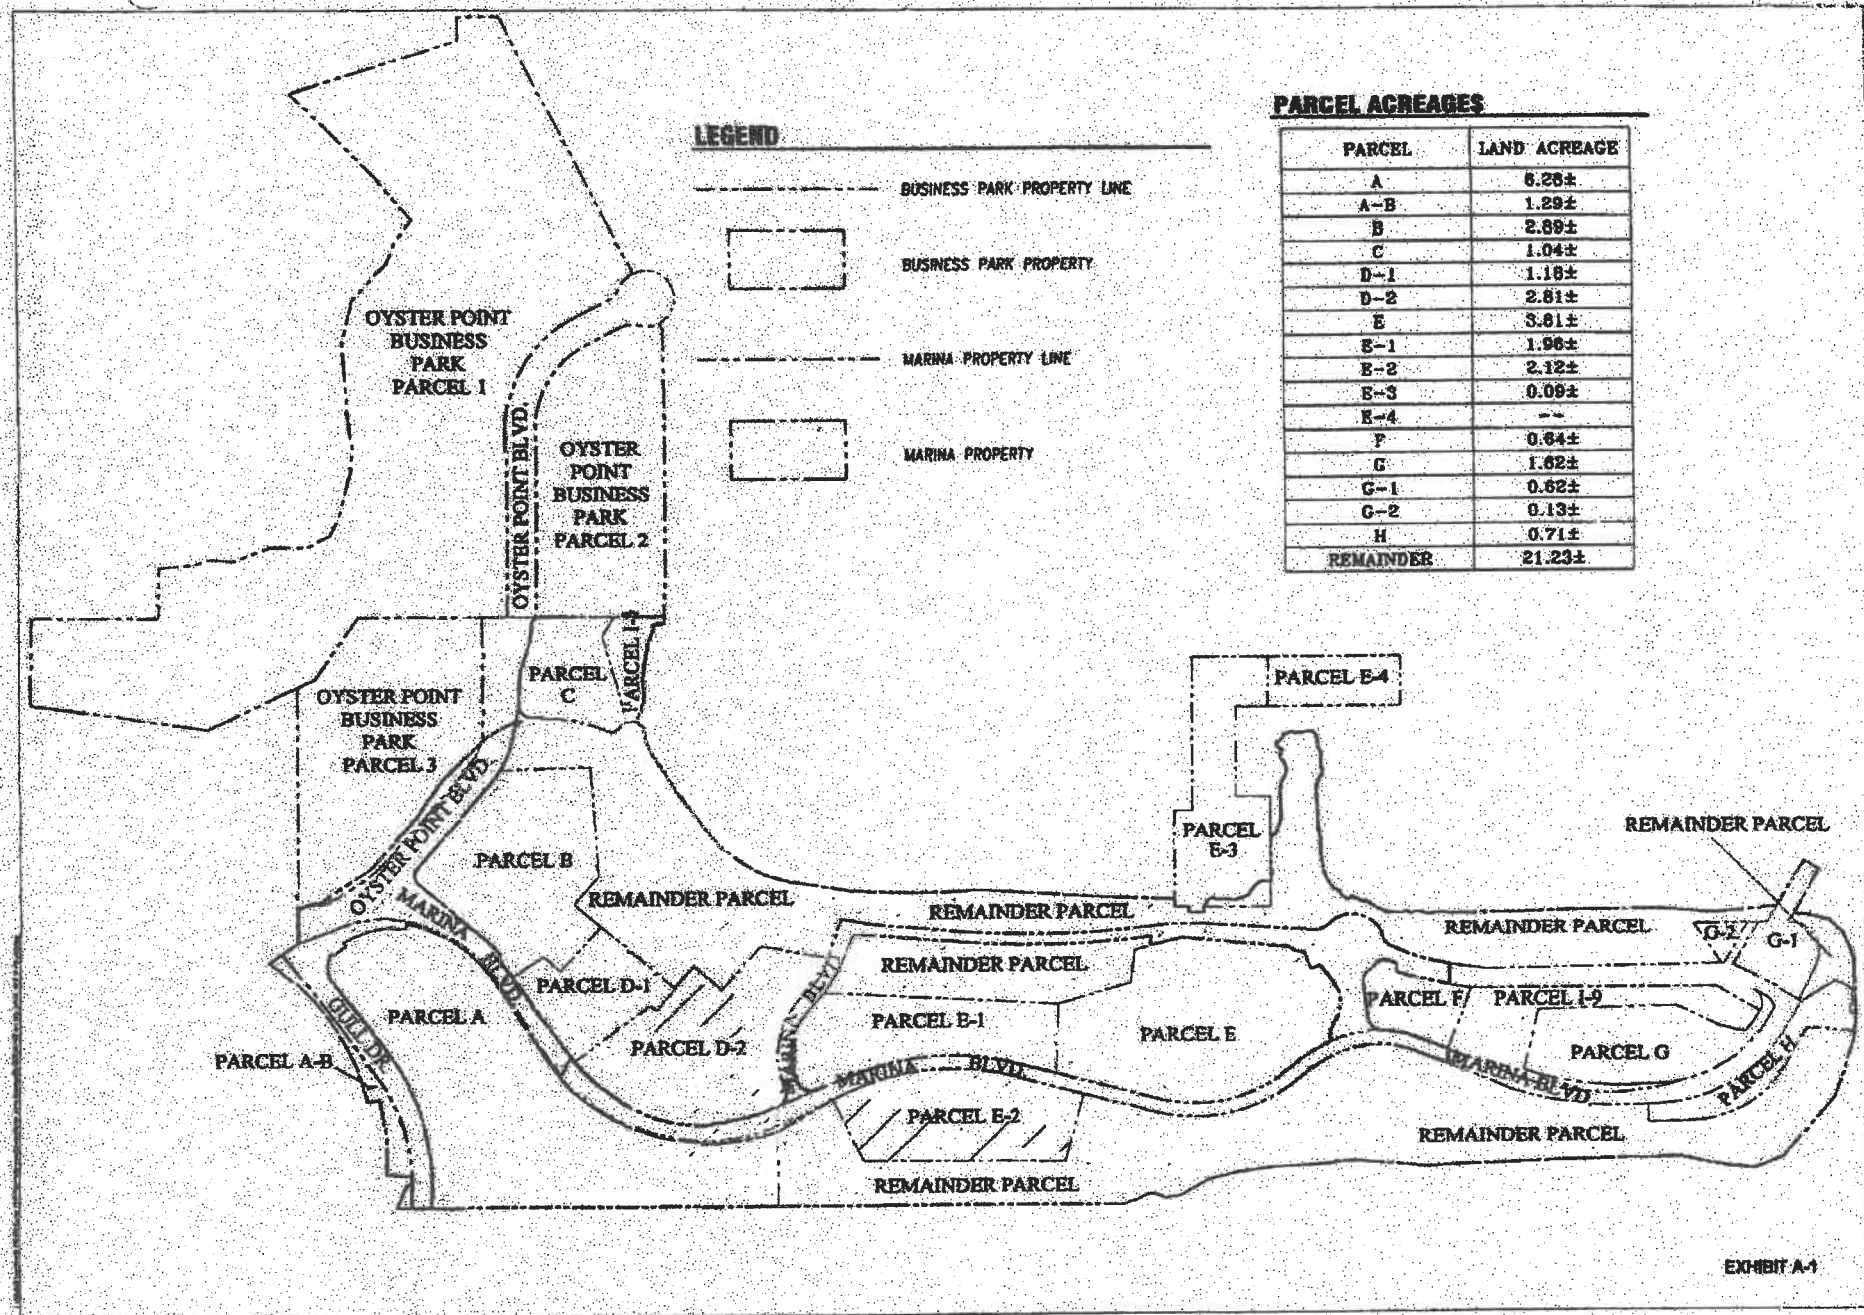 LEGEND
BUSINESS PARK PROPERTY LINE
BUSINESS PARK PROPERTY
MARINA PROPERTY LINE
MARINA PROPERTY
PARCEL ACREAGES
PARCEL LAND ACREAGE
A 6.28±
A-B 1.29±
B 2.89±
C 1.04±
D-1 1.18±
D-2 2.81±
E 3.81±
E-1 1.96±
E-2 2.12±
E-3 0.09±
E-4 --
F 0.64±
G 1.62±
G-1 0.62±
G-2 0.13±
H 0.71±
REMAINDER 21.23±
OYSTER POINT
BUSINESS
PARK
PARCEL 1
OYSTER POINT BLVD.
OYSTER
POINT
BUSINESS
PARK
PARCEL 2
OYSTER POINT
BUSINESS
PARK
PARCEL 3
PARCEL
C
PARCEL
PARCEL E-4
PARCEL
E-3
REMAINDER PARCEL
OYSTER POINT BLVD.
PARCEL B
REMAINDER PARCEL
REMAINDER PARCEL
REMAINDER PARCEL
G-2
G-1
MARINA BLVD.
REMAINDER PARCEL
PARCEL D-1
MARINA BLVD.
PARCEL A
GULL DR.
PARCEL A-B
PARCEL D-2
PARCEL E-1
PARCEL E
PARCEL F
PARCEL I-9
PARCEL G
PARCEL H
MARINA BLVD.
MARINA BLVD.
PARCEL E-2
REMAINDER PARCEL
REMAINDER PARCEL
EXHIBIT A-1